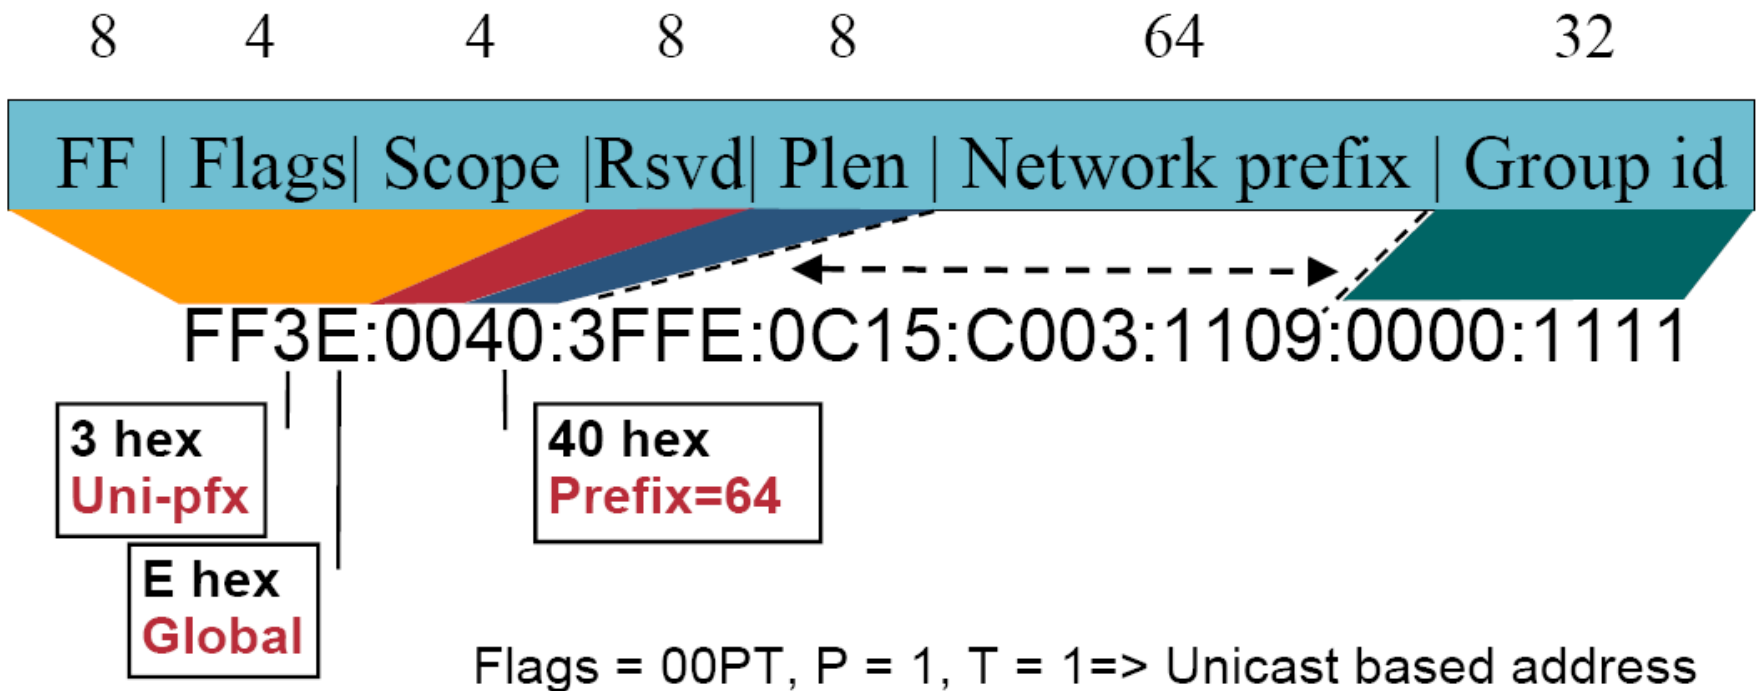 8 4 4 8 8 64 32
FF | Flags| Scope |Rsvd| Plen | Network prefix | Group id
FF3E:0040:3FFE:0C15:C003:1109:0000:1111
3 hex
Uni-pfx
40 hex
Prefix=64
E hex
Global
Flags = 00PT, P = 1, T = 1=> Unicast based address